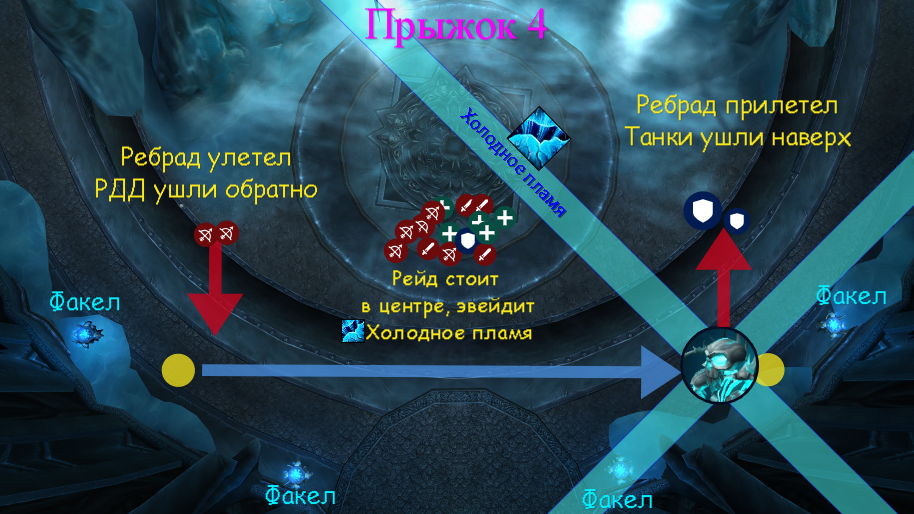 Прыжок 4
Ребрад прилетел
Танки ушли наверх
Холодное пламя
Ребрад улетел
РДД ушли обратно
Рейд стоит
в центре, эвейдит
Холодное пламя
Факел
Факел
Факел
Факел